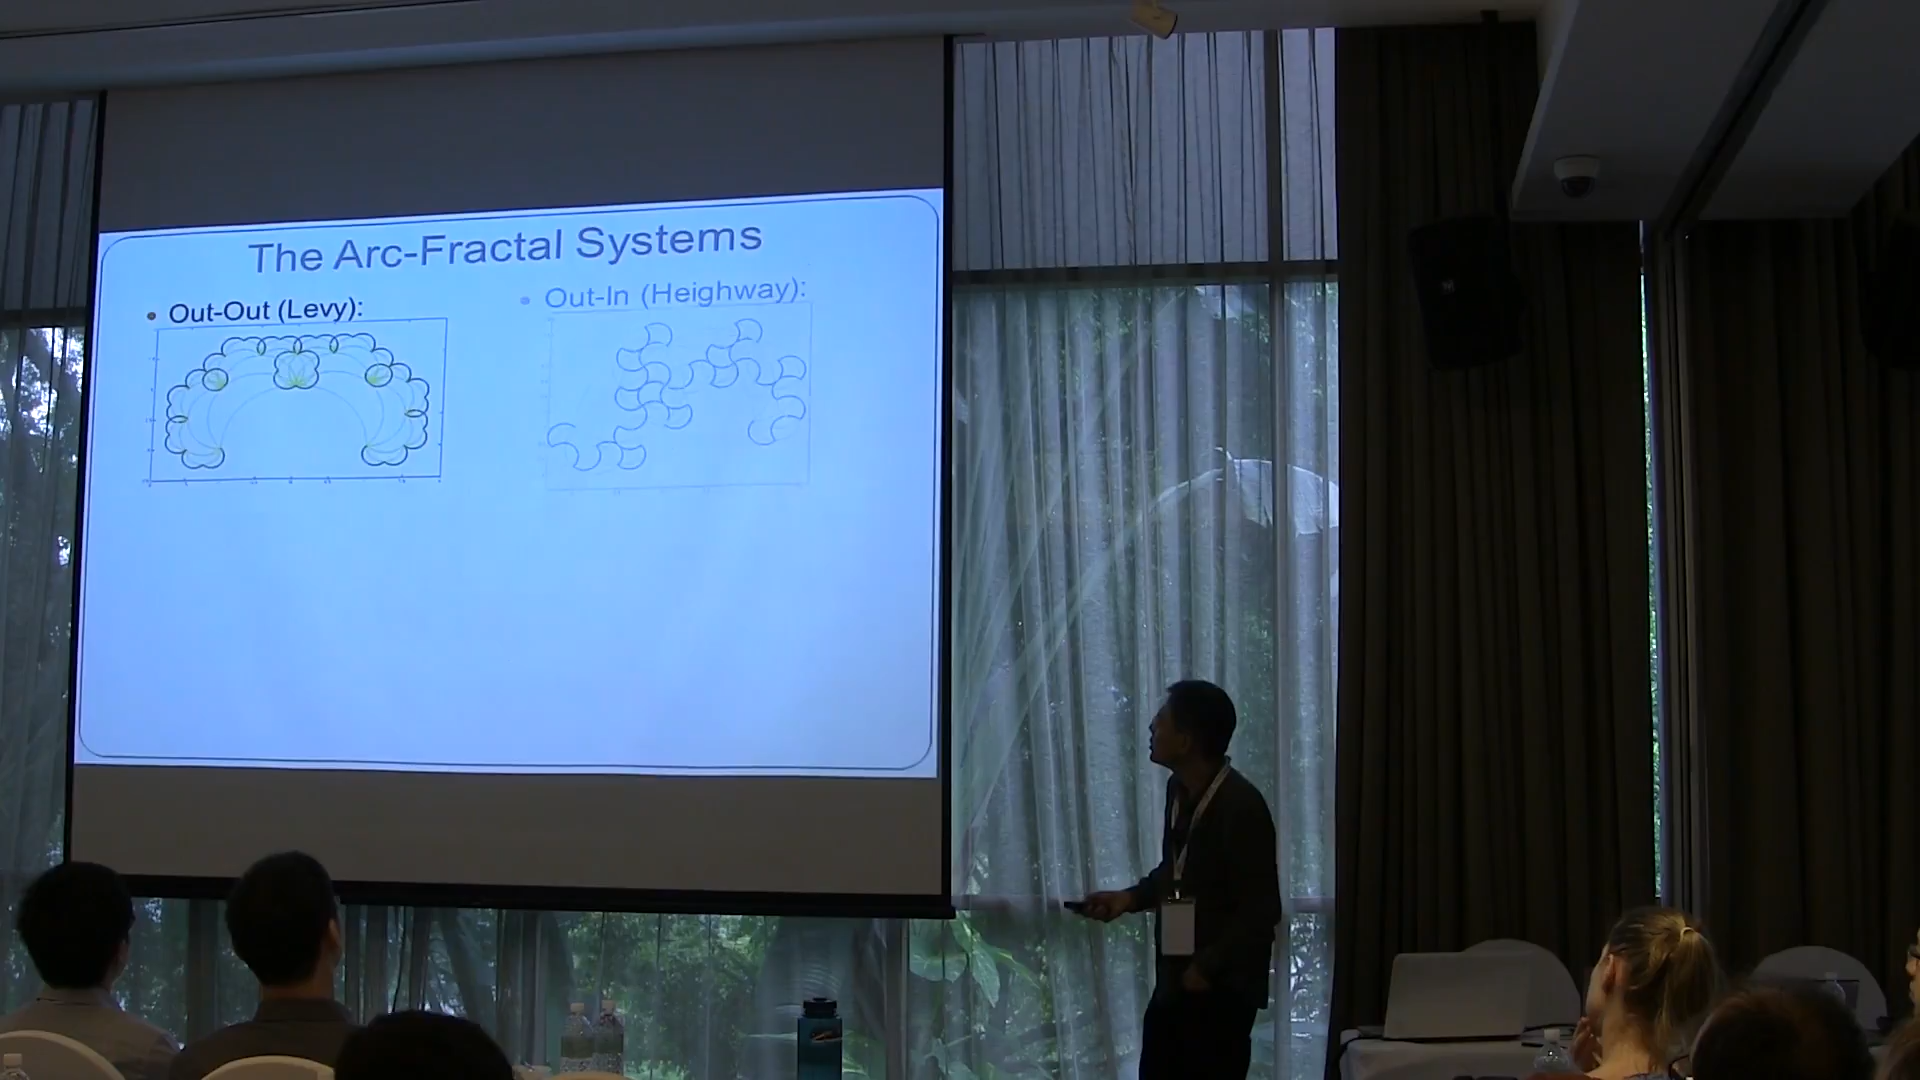 The Arc-Fractal Systems
• Out-Out (Levy):
• Out-In (Heighway):